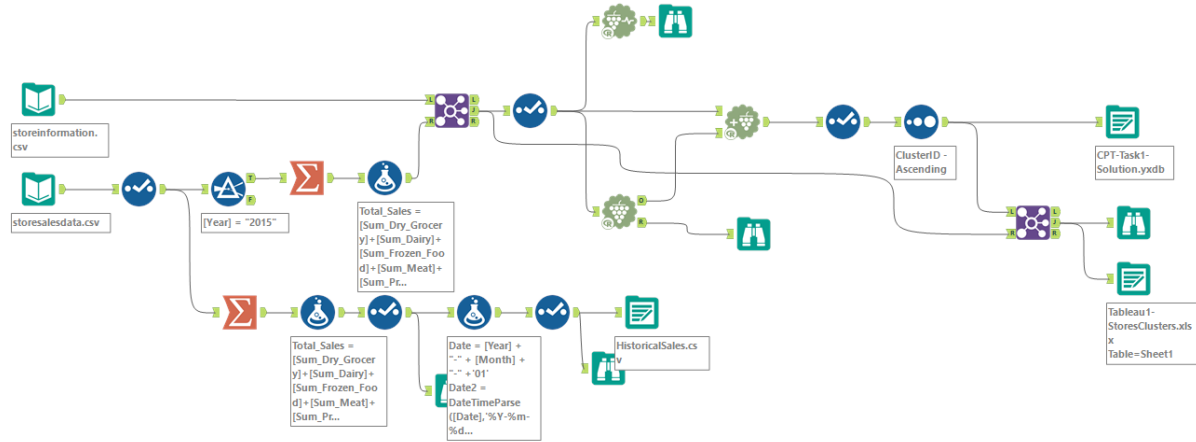 storeinformation.
csv
L
R
L
J
R
storesalesdata.csv
T
F
[Year] = "2015"
Total_Sales =
[Sum_Dry_Grocer
y]+[Sum_Dairy]+
[Sum_Frozen_Foo
d]+[Sum_Meat]+
[Sum_Pr...
O
R
ClusterID -
Ascending
CPT-Task1-
Solution.yxdb
L
R
L
J
R
Tableau1-
StoresClusters.xls
x
Table=Sheet1
Total_Sales =
[Sum_Dry_Grocer
y]+[Sum_Dairy]+
[Sum_Frozen_Foo
d]+[Sum_Meat]+
[Sum_Pr...
Date = [Year] +
"-" + [Month] +
"-" +'01'
Date2 =
DateTimeParse
([Date],'%Y-%m-
%d...
HistoricalSales.cs
v